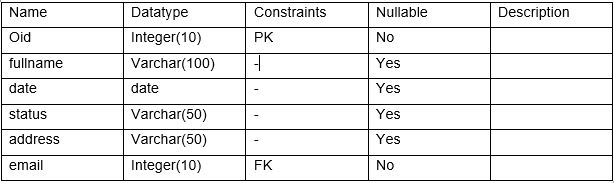 Name Datatype Constraints Nullable Description
Oid Integer(10) PK No
fullname Varchar(100) - Yes
date date - Yes
status Varchar(50) - Yes
address Varchar(50) - Yes
email Integer(10) FK No